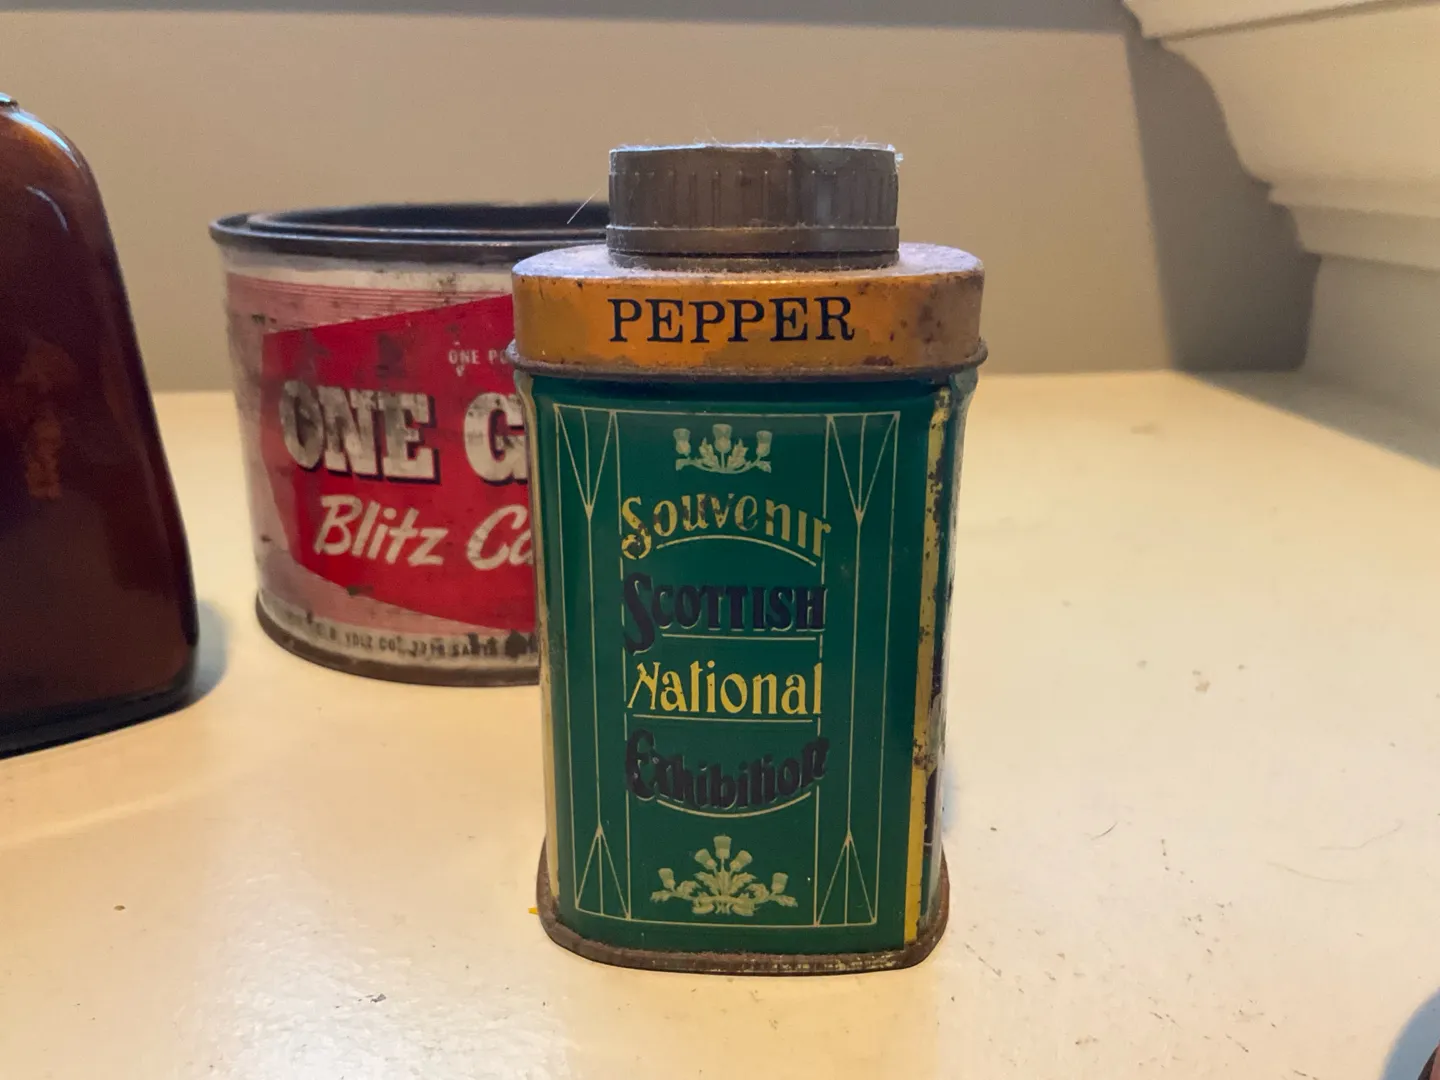 PEPPER
Souvenir
SCOTTISH
National
Exhibition
ONE
ONE G
Blitz